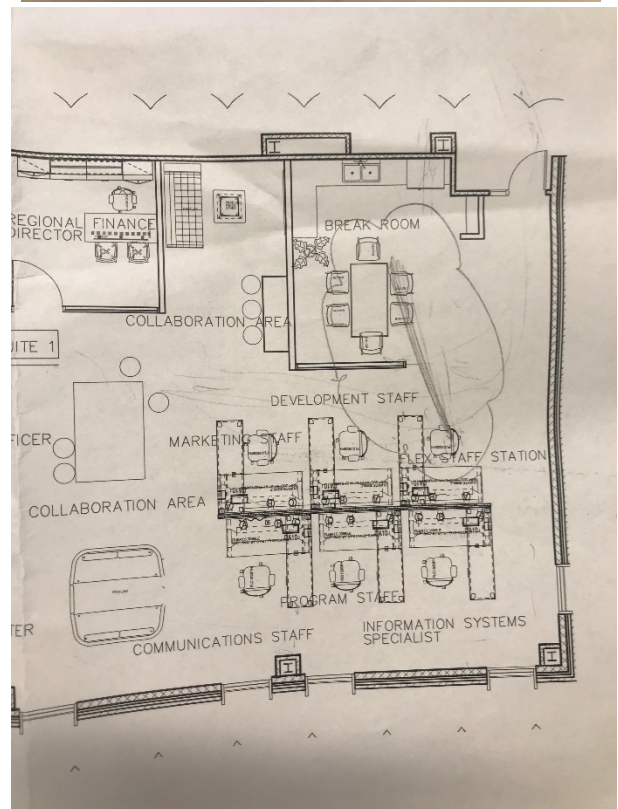 REGIONAL
DIRECTOR
FINANCE
BREAK ROOM
COLLABORATION AREA
UITE 1
DEVELOPMENT STAFF
FICER
MARKETING STAFF
FLEX STAFF STATION
COLLABORATION AREA
PROGRAM STAFF
TER
COMMUNICATIONS STAFF
INFORMATION SYSTEMS
SPECIALIST